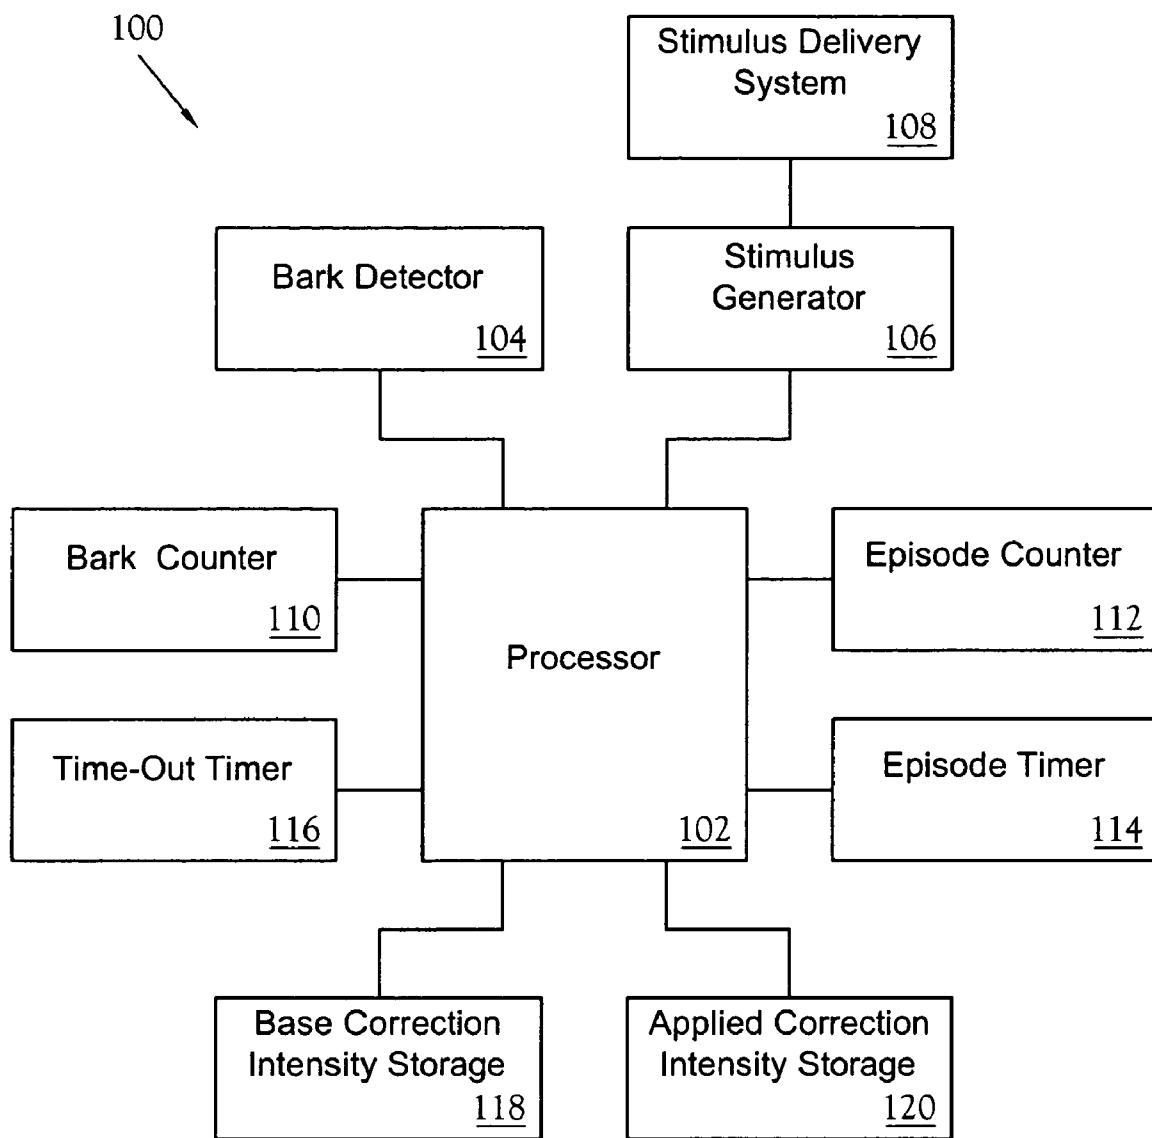 100
Stimulus Delivery
System
108
Bark Detector
104
Stimulus
Generator
106
Bark Counter
110
Episode Counter
112
Processor
102
Time-Out Timer
116
Episode Timer
114
Base Correction
Intensity Storage
118
Applied Correction
Intensity Storage
120